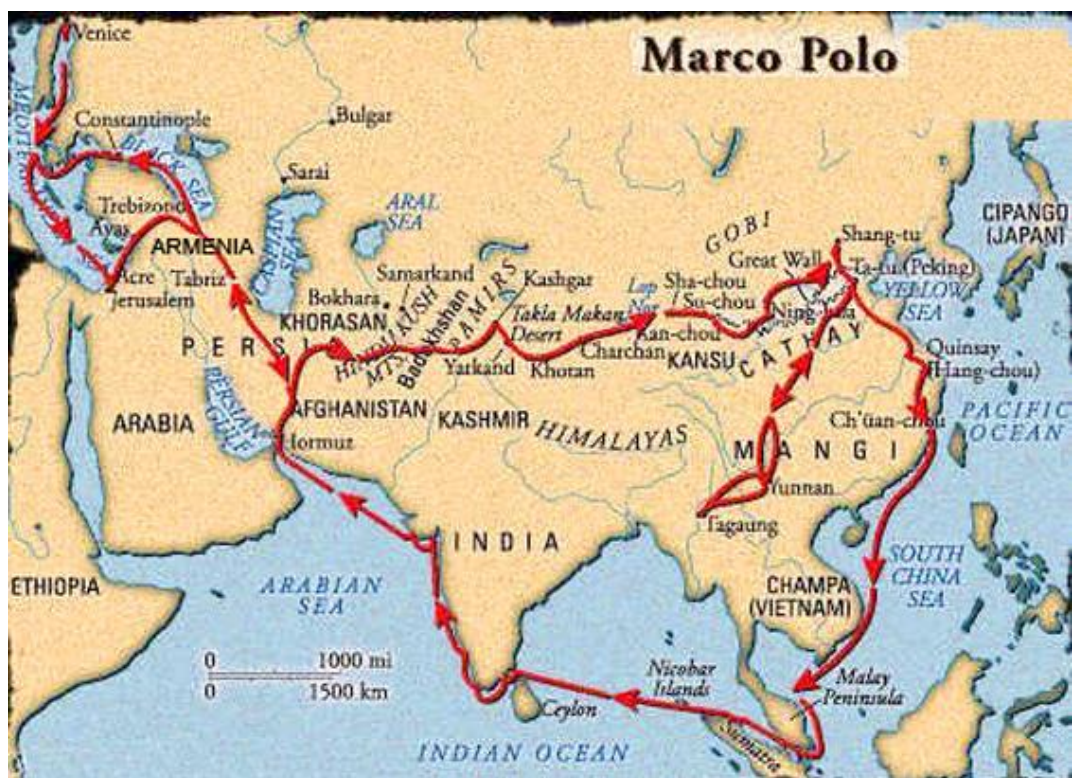 Marco Polo
Venice
Constantinople
BLACK SEA
Bulgar
Sarai
Trebizond
Ayas
ARMENIA
CASPIAN
SEA
ARAL
SEA
GOBI
CIPANGO
(JAPAN)
Shang-tu
Great Wall
Ta-tu (Peking)
Acre
Jerusalem
Tabriz
Samarkand
Bokhara
KHORASAN
HINDU KUSH
MTS
Badakhshan
PAMIRS
Kashgar
Takla Makan
Desert
Lop
Nor
Sha-chou
Su-chou
Kan-chou
Ning-hsia
YELLOW
SEA
PERSIA
Yarkand
Khotan
Charchan
KANSU
CATHAY
Quinsay
(Hang-chou)
ARABIA
PERSIAN
GULF
AFGHANISTAN
KASHMIR
HIMALAYAS
Hormuz
MANGI
Ch'üan-chou
PACIFIC
OCEAN
Yunnan
Tagaung
INDIA
ETHIOPIA
ARABIAN
SEA
CHAMPA
(VIETNAM)
SOUTH
CHINA
SEA
0 1000 mi
0 1500 km
Nicobar
Islands
Malay
Peninsula
Ceylon
Sumatra
INDIAN OCEAN